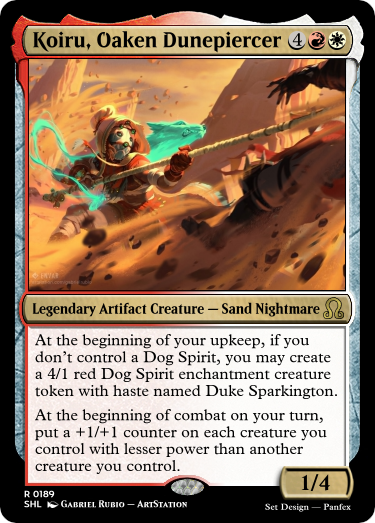 Koiru, Oaken Dunepiercer 4
Legendary Artifact Creature — Sand Nightmare
At the beginning of your upkeep, if you
don't control a Dog Spirit, you may create
a 4/1 red Dog Spirit enchantment creature
token with haste named Duke Sparkington.
At the beginning of combat on your turn,
put a +1/+1 counter on each creature you
control with lesser power than another
creature you control.
1/4
R 0189
SHL Gabriel Rubio — ArtStation
Set Design — Panfex